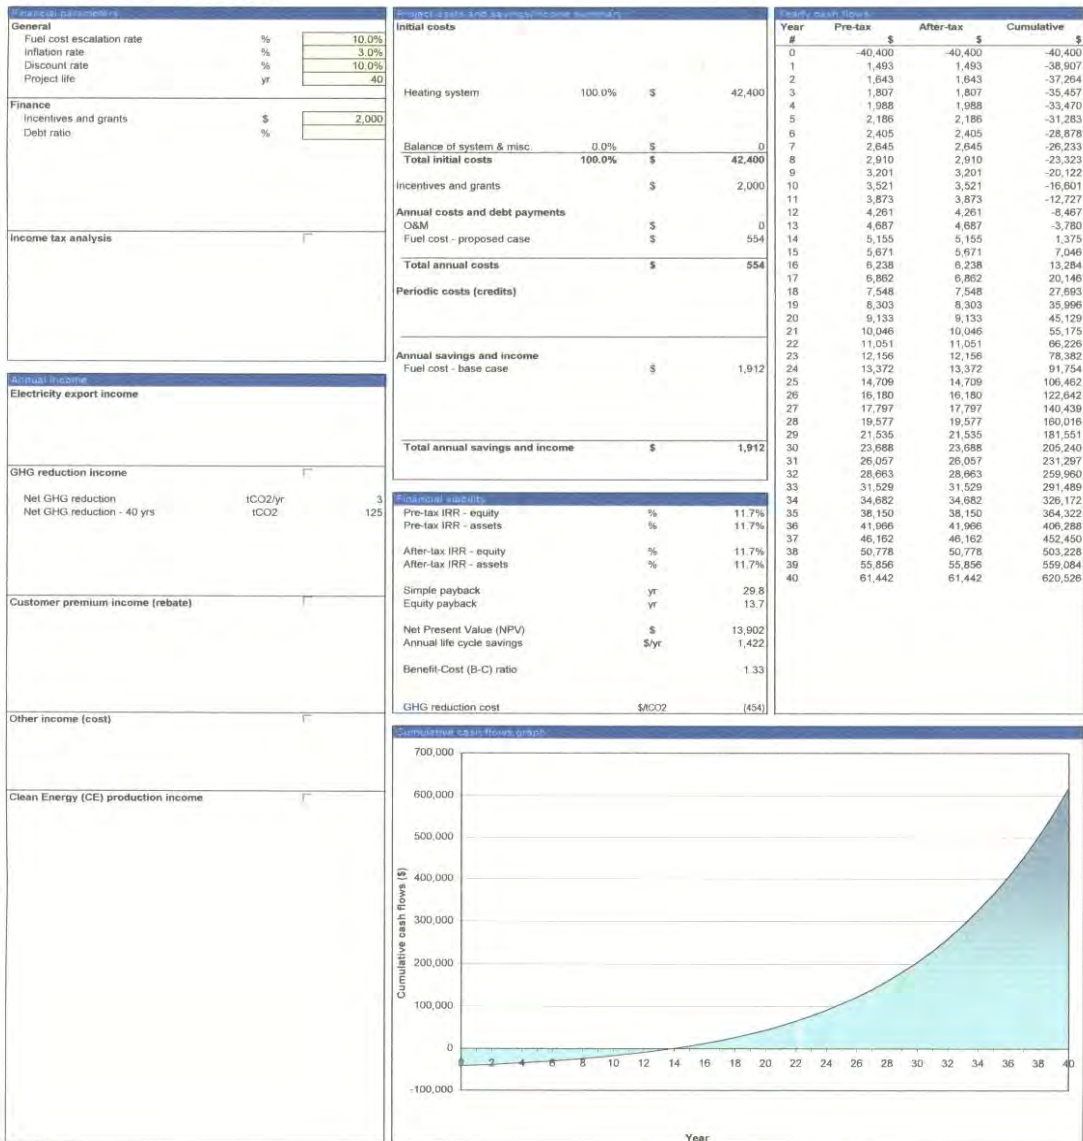 Financial parameters
General
Fuel cost escalation rate % 10.0%
Inflation rate % 3.0%
Discount rate % 10.0%
Project life yr 40
Finance
Incentives and grants $ 2,000
Debt ratio %
Income tax analysis
Annual income
Electricity export income
GHG reduction income
Net GHG reduction tCO2/yr 3
Net GHG reduction - 40 yrs tCO2 125
Customer premium income (rebate)
Other income (cost)
Clean Energy (CE) production income
Project costs and savings/income summary
Initial costs
Heating system 100.0% $ 42,400
Balance of system & misc. 0.0% $ 0
Total initial costs 100.0% $ 42,400
Incentives and grants $ 2,000
Annual costs and debt payments
O&M $ 0
Fuel cost - proposed case $ 554
Total annual costs $ 554
Periodic costs (credits)
Annual savings and income
Fuel cost - base case $ 1,912
Total annual savings and income $ 1,912
Financial viability
Pre-tax IRR - equity % 11.7%
Pre-tax IRR - assets % 11.7%
After-tax IRR - equity % 11.7%
After-tax IRR - assets % 11.7%
Simple payback yr 29.8
Equity payback yr 13.7
Net Present Value (NPV) $ 13,902
Annual life cycle savings $/yr 1,422
Benefit-Cost (B-C) ratio 1.33
GHG reduction cost $/tCO2 (454)
Yearly cash flows
Year Pre-tax After-tax Cumulative
# $ $ $
0 -40,400 -40,400 -40,400
1 1,493 1,493 -38,907
2 1,643 1,643 -37,264
3 1,807 1,807 -35,457
4 1,988 1,988 -33,470
5 2,186 2,186 -31,283
6 2,405 2,405 -28,878
7 2,645 2,645 -26,233
8 2,910 2,910 -23,323
9 3,201 3,201 -20,122
10 3,521 3,521 -16,601
11 3,873 3,873 -12,727
12 4,261 4,261 -8,467
13 4,687 4,687 -3,780
14 5,155 5,155 1,375
15 5,671 5,671 7,046
16 6,238 6,238 13,284
17 6,862 6,862 20,146
18 7,548 7,548 27,693
19 8,303 8,303 35,996
20 9,133 9,133 45,129
21 10,046 10,046 55,175
22 11,051 11,051 66,226
23 12,156 12,156 78,382
24 13,372 13,372 91,754
25 14,709 14,709 106,462
26 16,180 16,180 122,642
27 17,797 17,797 140,439
28 19,577 19,577 160,016
29 21,535 21,535 181,551
30 23,688 23,688 205,240
31 26,057 26,057 231,297
32 28,663 28,663 259,960
33 31,529 31,529 291,489
34 34,682 34,682 326,172
35 38,150 38,150 364,322
36 41,966 41,966 406,288
37 46,162 46,162 452,450
38 50,778 50,778 503,228
39 55,856 55,856 559,084
40 61,442 61,442 620,526
Cumulative cash flows graph
Cumulative cash flows ($)
700,000
600,000
500,000
400,000
300,000
200,000
100,000
0
-100,000
0 2 4 6 8 10 12 14 16 18 20 22 24 26 28 30 32 34 36 38 40
Year